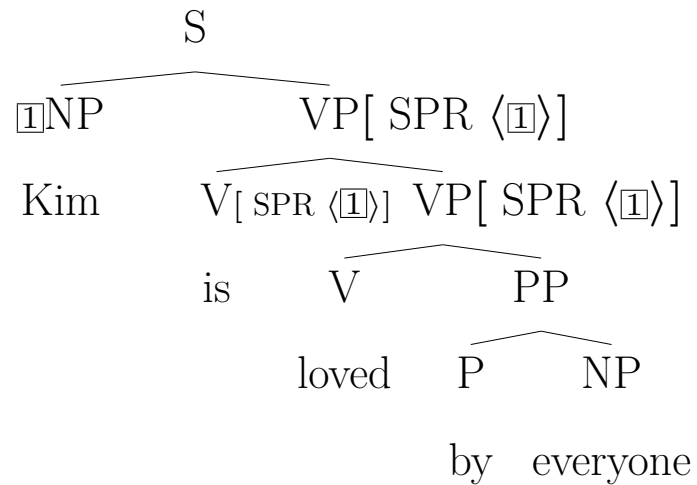 S
1NP VP[ SPR ⟨1⟩]
Kim V[ SPR ⟨1⟩] VP[ SPR ⟨1⟩]
is V PP
loved P NP
by everyone